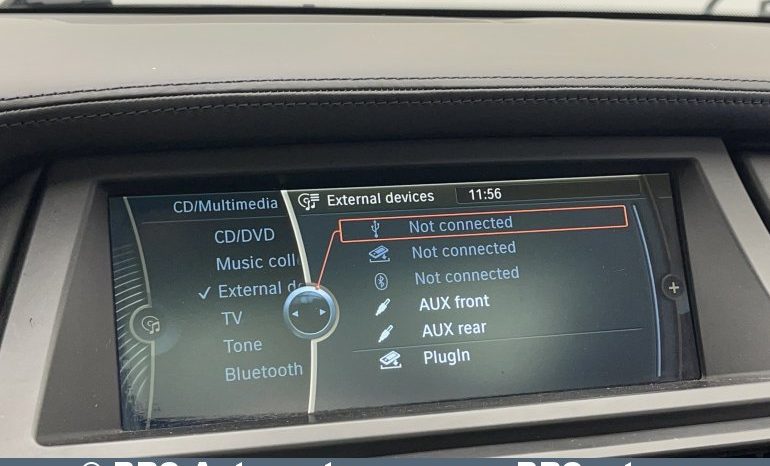 CD/Multimedia
External devices
11:56
CD/DVD
Music coll
✓ External de
TV
Tone
Bluetooth
Not connected
Not connected
Not connected
AUX front
AUX rear
PlugIn
+